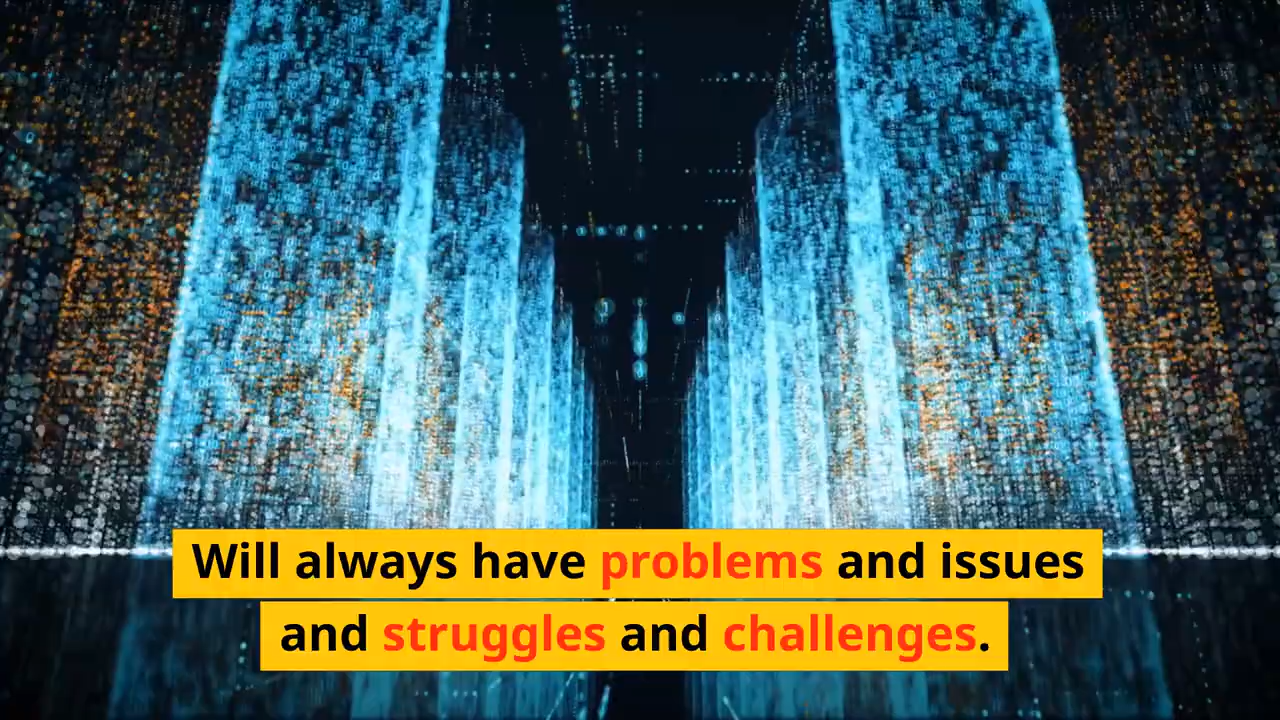 Will always have problems and issues
and struggles and challenges.